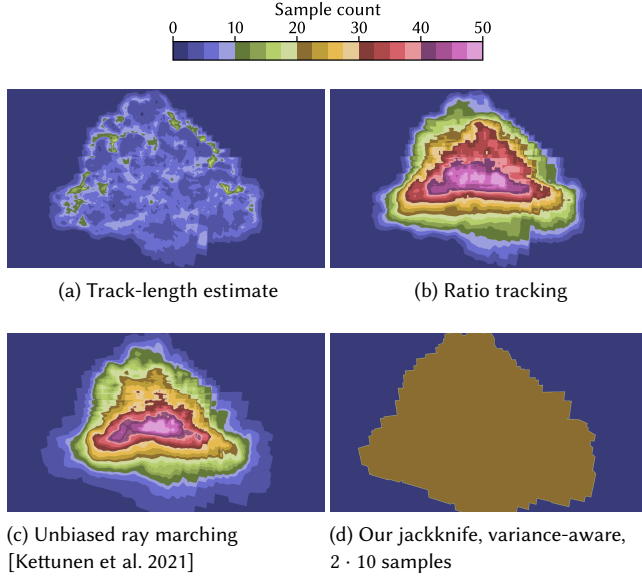 Sample count
0 10 20 30 40 50
(a) Track-length estimate
(b) Ratio tracking
(c) Unbiased ray marching
[Kettunen et al. 2021]
(d) Our jackknife, variance-aware,
2 · 10 samples